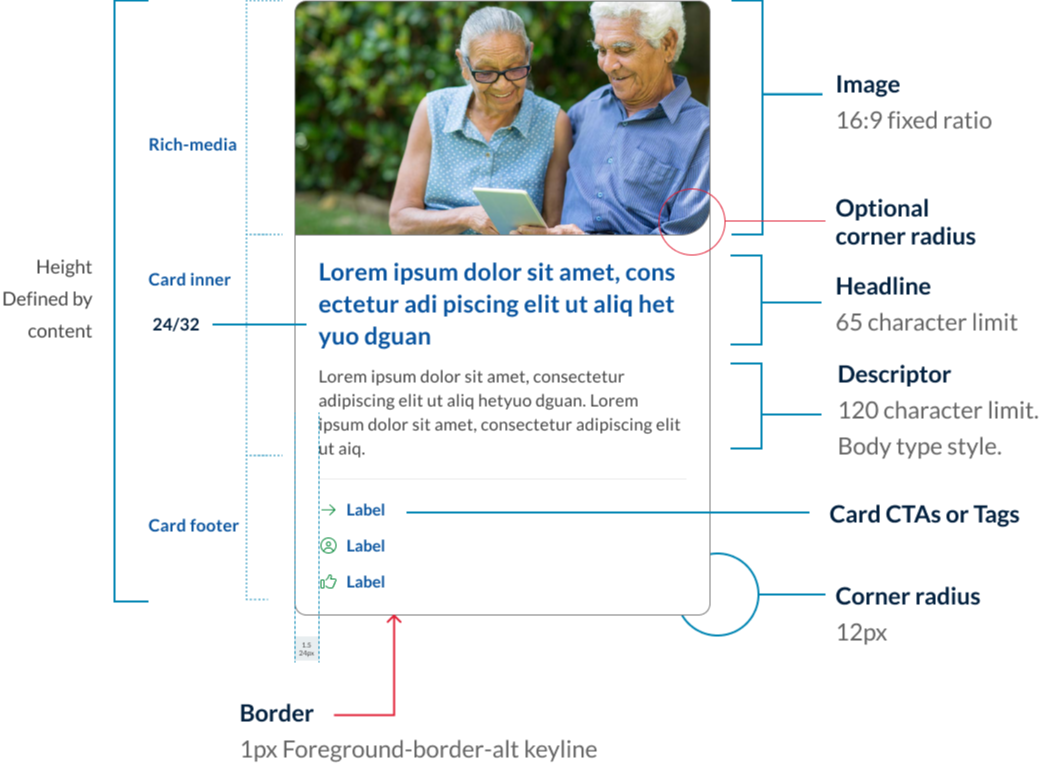 Image
16:9 fixed ratio
Rich-media
Optional
corner radius
Height
Defined by
content
Card inner
24/32
Lorem ipsum dolor sit amet, cons
ectetur adi piscing elit ut aliq het
yuo dguan
Headline
65 character limit
Lorem ipsum dolor sit amet, consectetur
adipiscing elit ut aliq hetyuo dguan. Lorem
ipsum dolor sit amet, consectetur adipiscing elit
ut aiq.
Descriptor
120 character limit.
Body type style.
Card footer
Label
Label
Label
Card CTAs or Tags
Corner radius
12px
1.5
24px
Border
1px Foreground-border-alt keyline